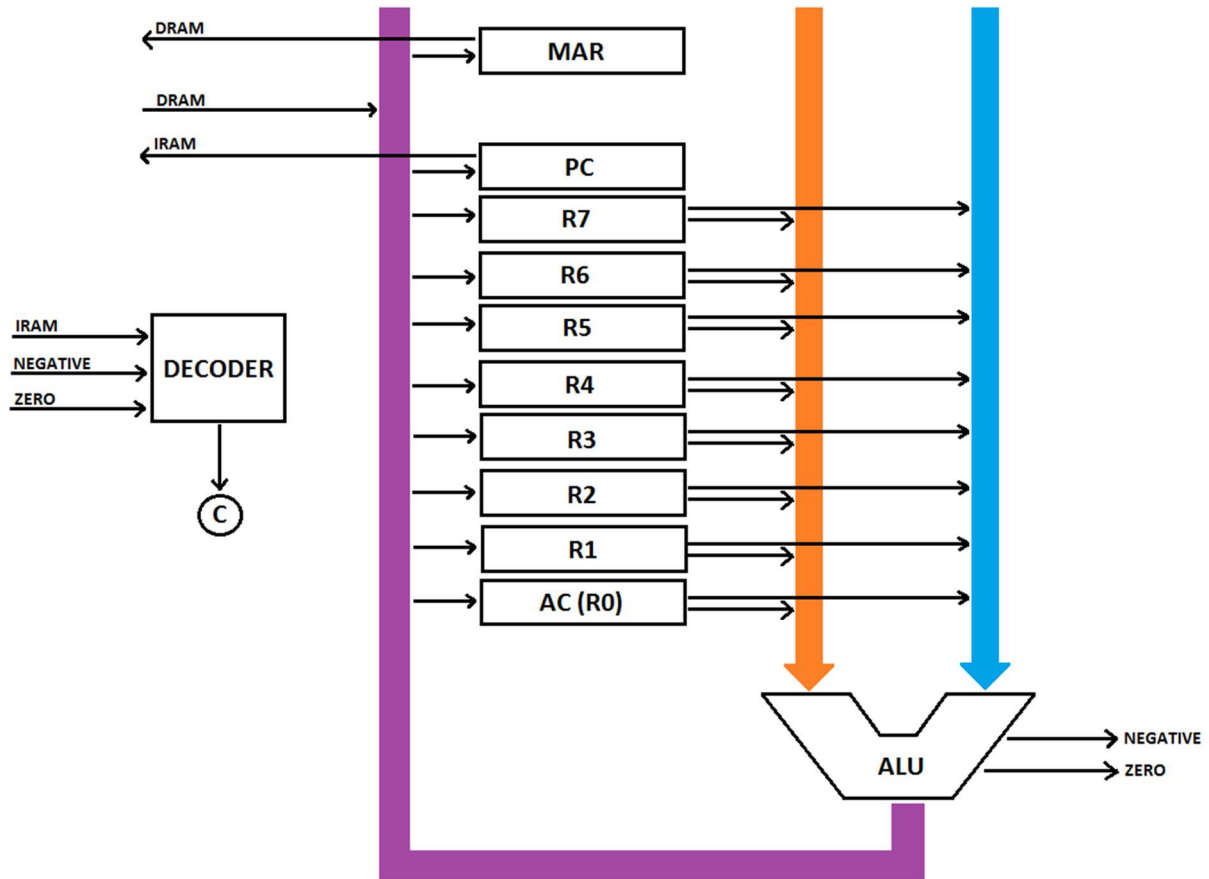 DRAM
MAR
DRAM
IRAM
PC
R7
R6
R5
IRAM
NEGATIVE
ZERO
DECODER
R4
R3
R2
C
R1
AC (R0)
ALU
NEGATIVE
ZERO